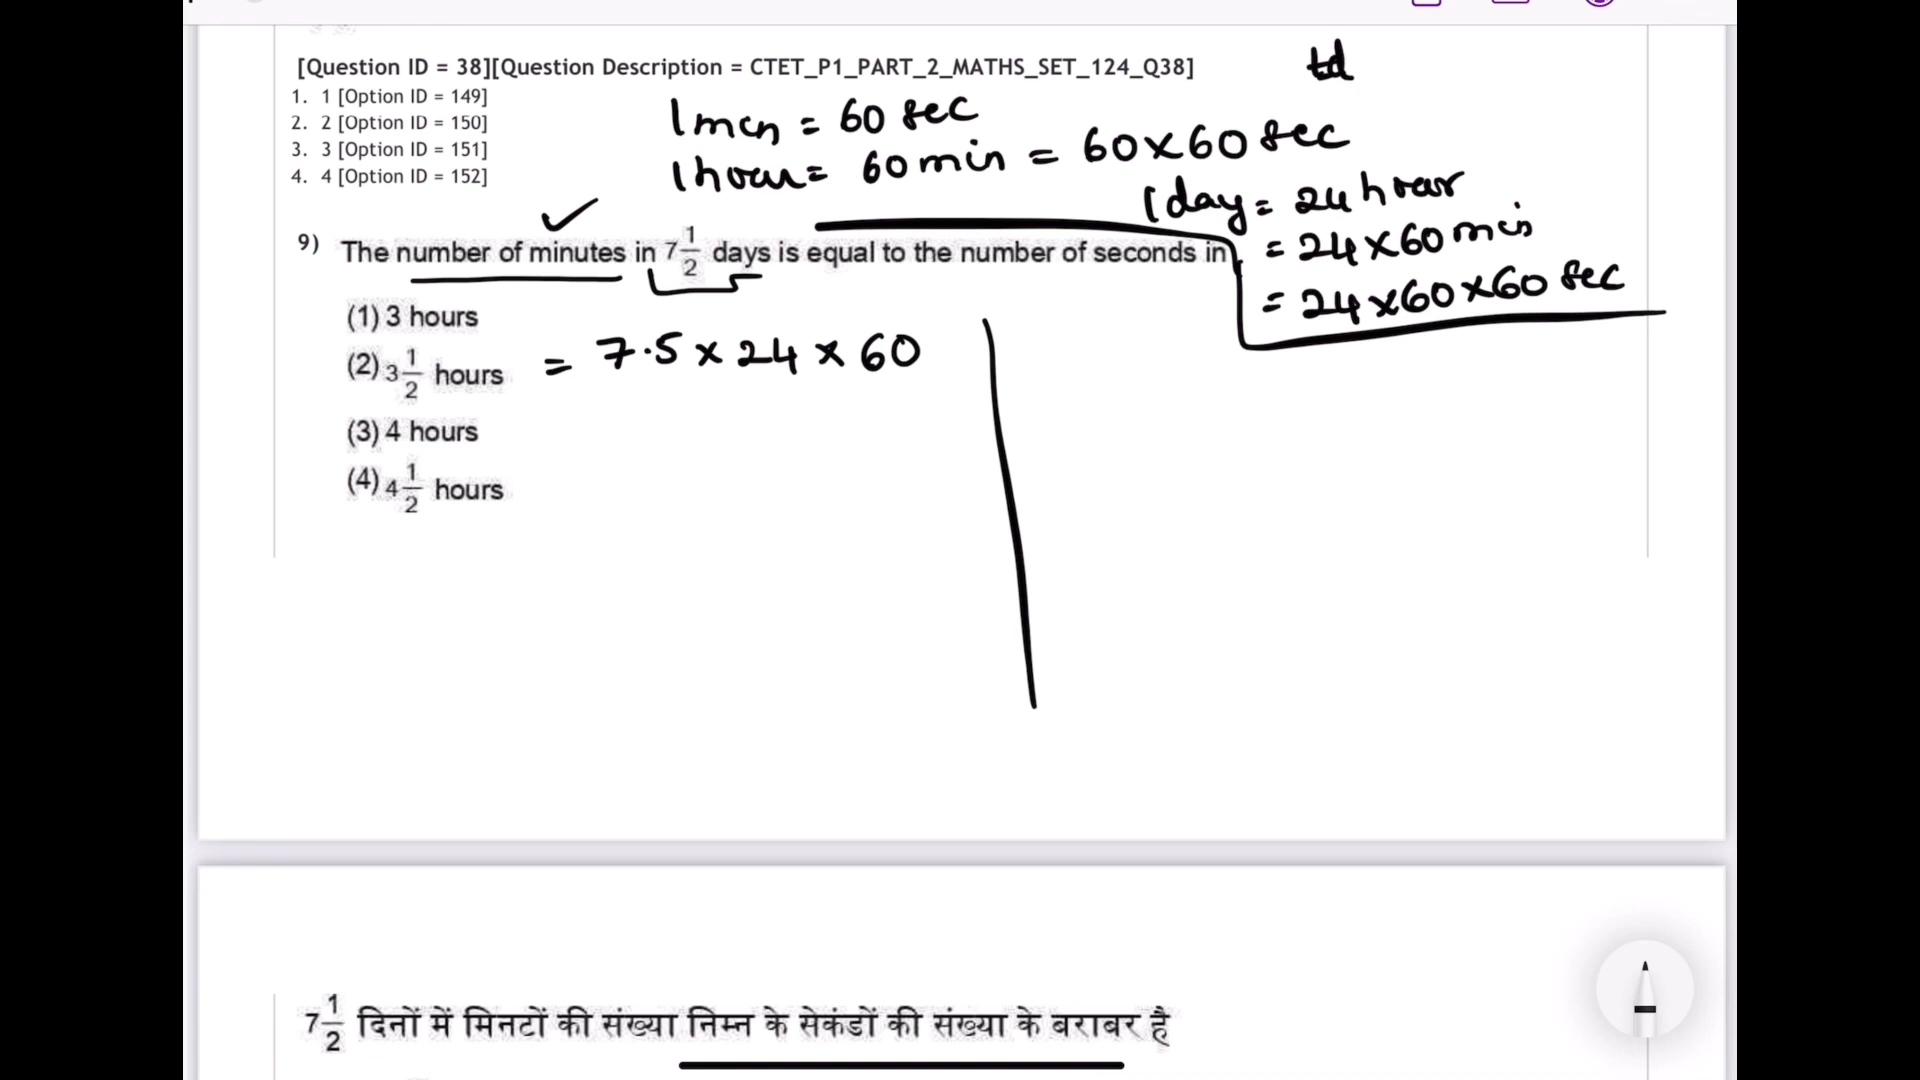 [Question ID = 38][Question Description = CTET_P1_PART_2_MATHS_SET_124_Q38]
1. 1 [Option ID = 149]
2. 2 [Option ID = 150]
3. 3 [Option ID = 151]
4. 4 [Option ID = 152]
1 min = 60 sec
1 hour = 60 min = 60×60 sec
1 day = 24 hour
= 24×60 min
= 24×60×60 sec
9) The number of minutes in 7 1/2 days is equal to the number of seconds in
(1) 3 hours
(2) 3 1/2 hours
(3) 4 hours
(4) 4 1/2 hours
= 7.5 × 24 × 60
7 1/2 दिनों में मिनटों की संख्या निम्न के सेकंडों की संख्या के बराबर है